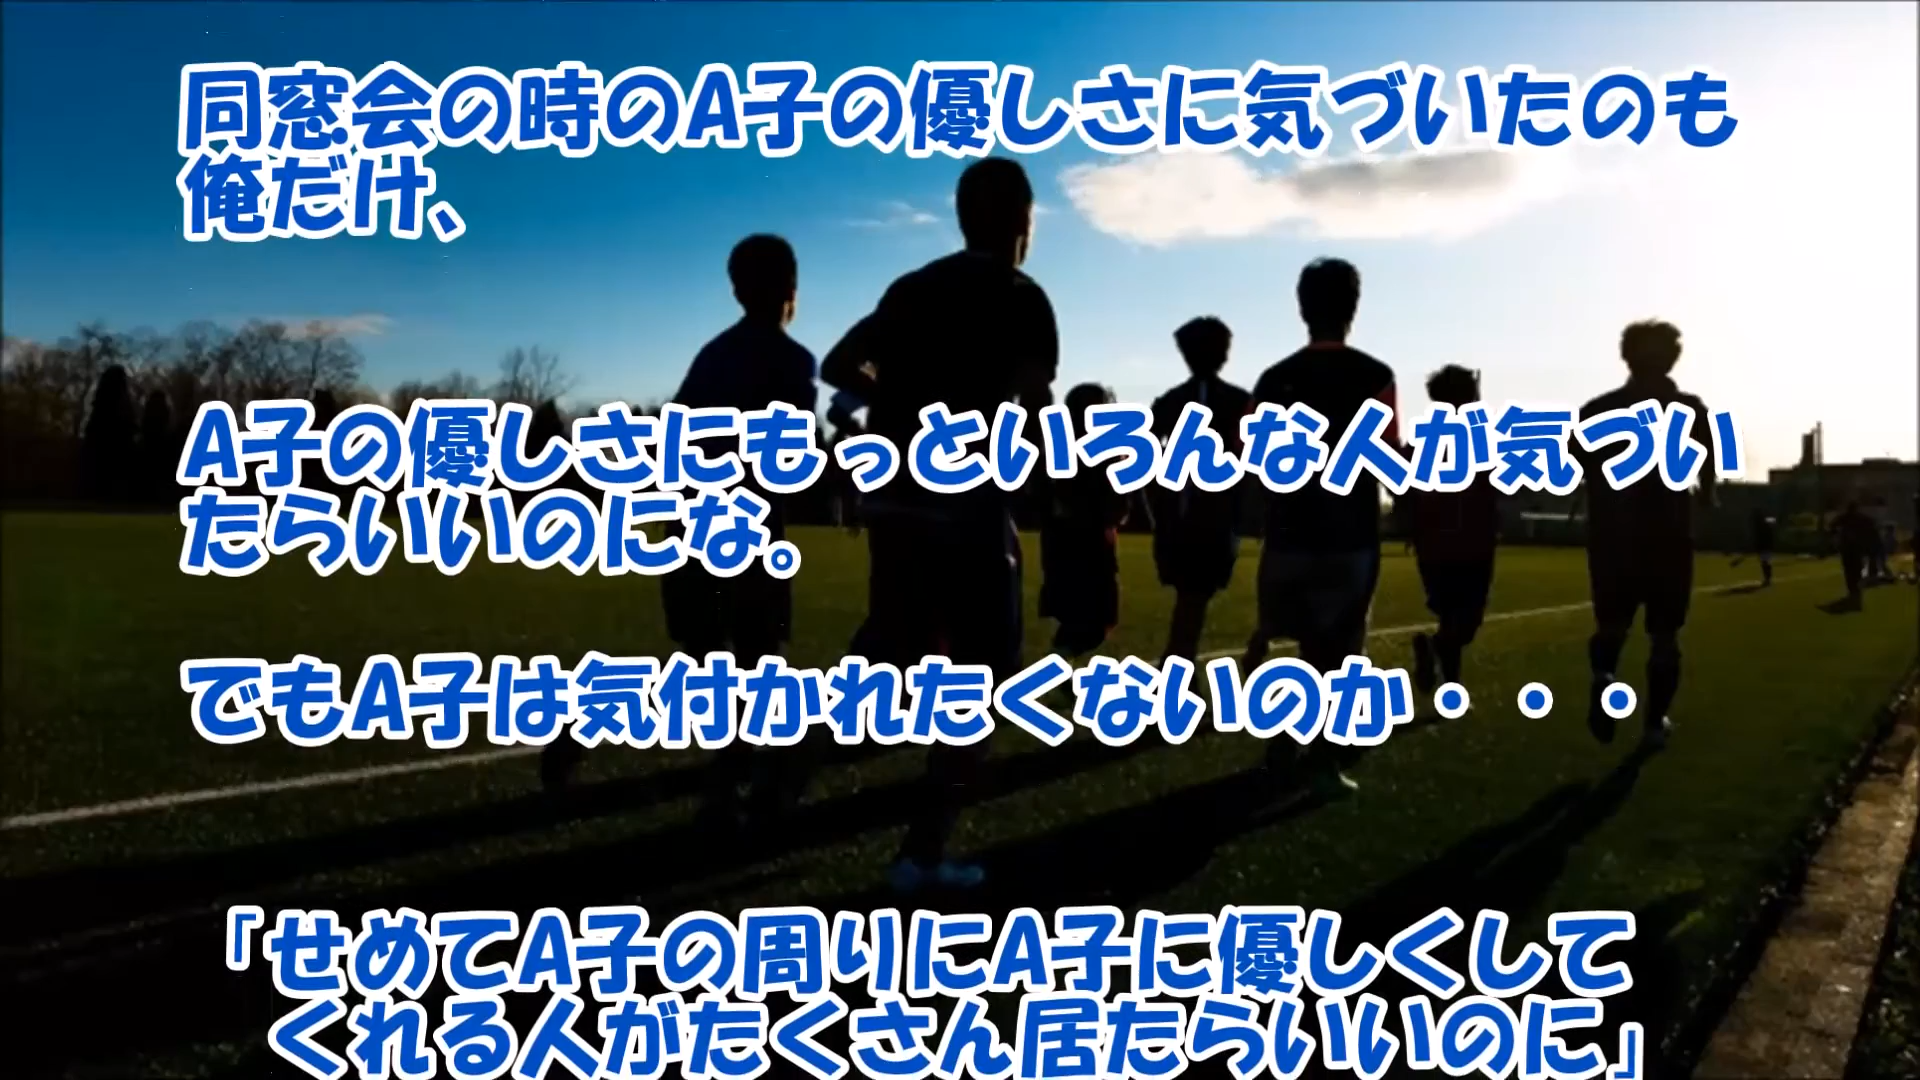 同窓会の時のA子の優しさに気づいたのも
俺だけ、
A子の優しさにもっといろんな人が気づい
たらいいのにな。
でもA子は気付かれたくないのか・・・
「せめてA子の周りにA子に優しくして
くれる人がたくさん居たらいいのに」